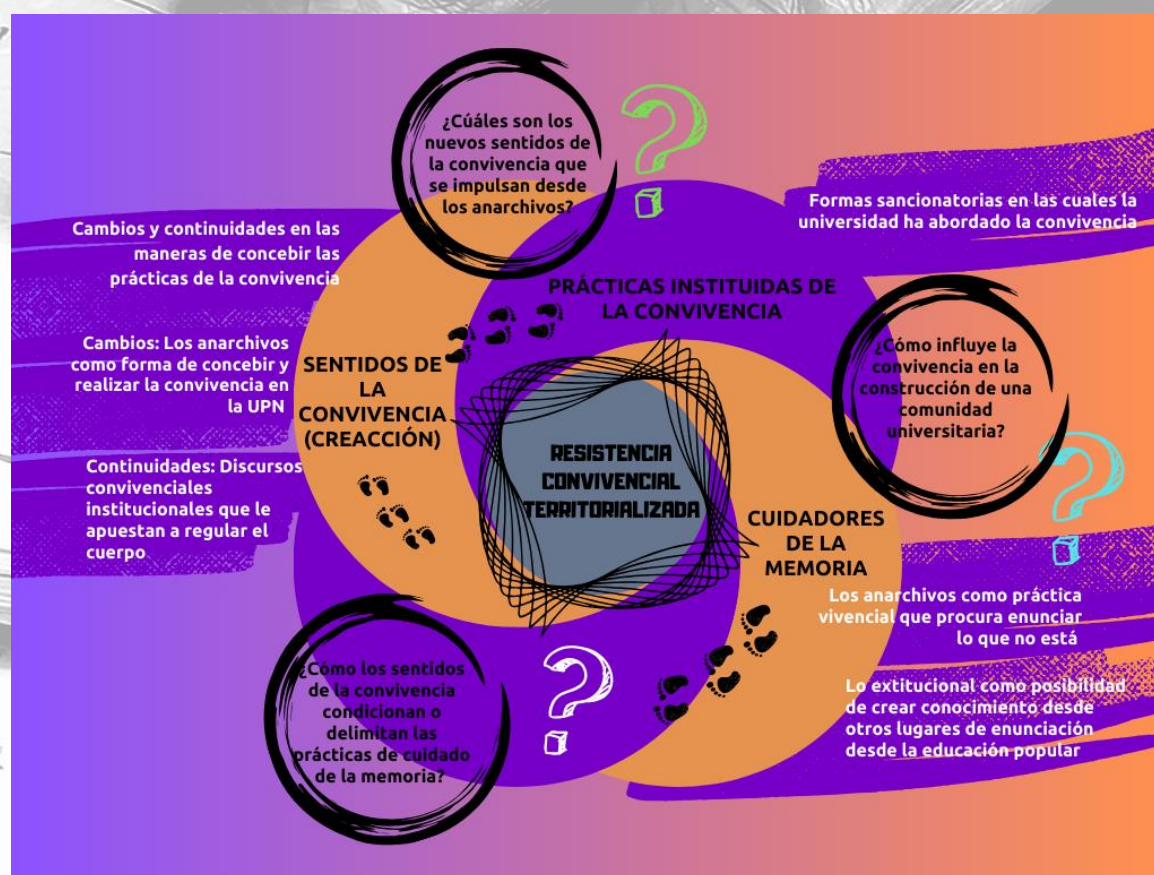 ¿Cúáles son los
nuevos sentidos de
la convivencia que
se impulsan desde
los anarchivos?
Formas sancionatorias en las cuales la
universidad ha abordado la convivencia
Cambios y continuidades en las
maneras de concebir las
prácticas de la convivencia
PRÁCTICAS INSTITUIDAS DE
LA CONVIVENCIA
Cambios: Los anarchivos
como forma de concebir y
realizar la convivencia en
la UPN
SENTIDOS DE
LA
CONVIVENCIA
(CREACCIÓN)
¿Cómo influye la
convivencia en la
construcción de una
comunidad
universitaria?
Continuidades: Discursos
convivenciales
institucionales que le
apuestan a regular el
cuerpo
RESISTENCIA
CONVIVENCIAL
TERRITORIALIZADA
CUIDADORES
DE LA
MEMORIA
Los anarchivos como práctica
vivencial que procura enunciar
lo que no está
¿Cómo los sentidos
de la convivencia
condicionan o
delimitan las
prácticas de cuidado
de la memoria?
Lo extitucional como posibilidad
de crear conocimiento desde
otros lugares de enunciación
desde la educación popular